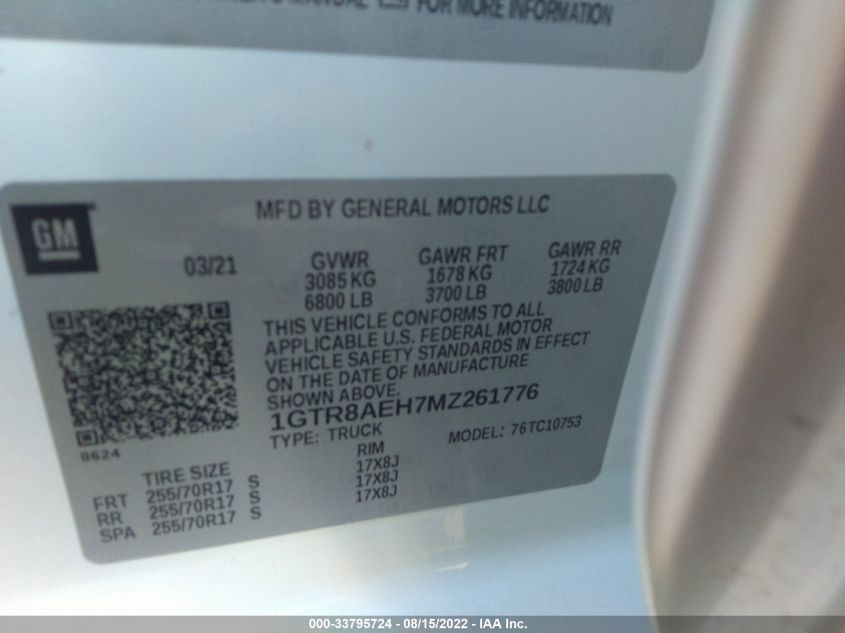 MANUAL FOR MORE INFORMATION
MFD BY GENERAL MOTORS LLC
GM
03/21
GVWR GAWR FRT GAWR RR
3085 KG 1678 KG 1724 KG
6800 LB 3700 LB 3800 LB
THIS VEHICLE CONFORMS TO ALL
APPLICABLE U.S. FEDERAL MOTOR
VEHICLE SAFETY STANDARDS IN EFFECT
ON THE DATE OF MANUFACTURE
SHOWN ABOVE.
1GTR8AEH7MZ261776
TYPE: TRUCK MODEL: 76TC10753
8624
TIRE SIZE RIM
FRT 255/70R17 S 17X8J
RR 255/70R17 S 17X8J
SPA 255/70R17 S 17X8J
000-33795724 - 08/15/2022 - IAA Inc.